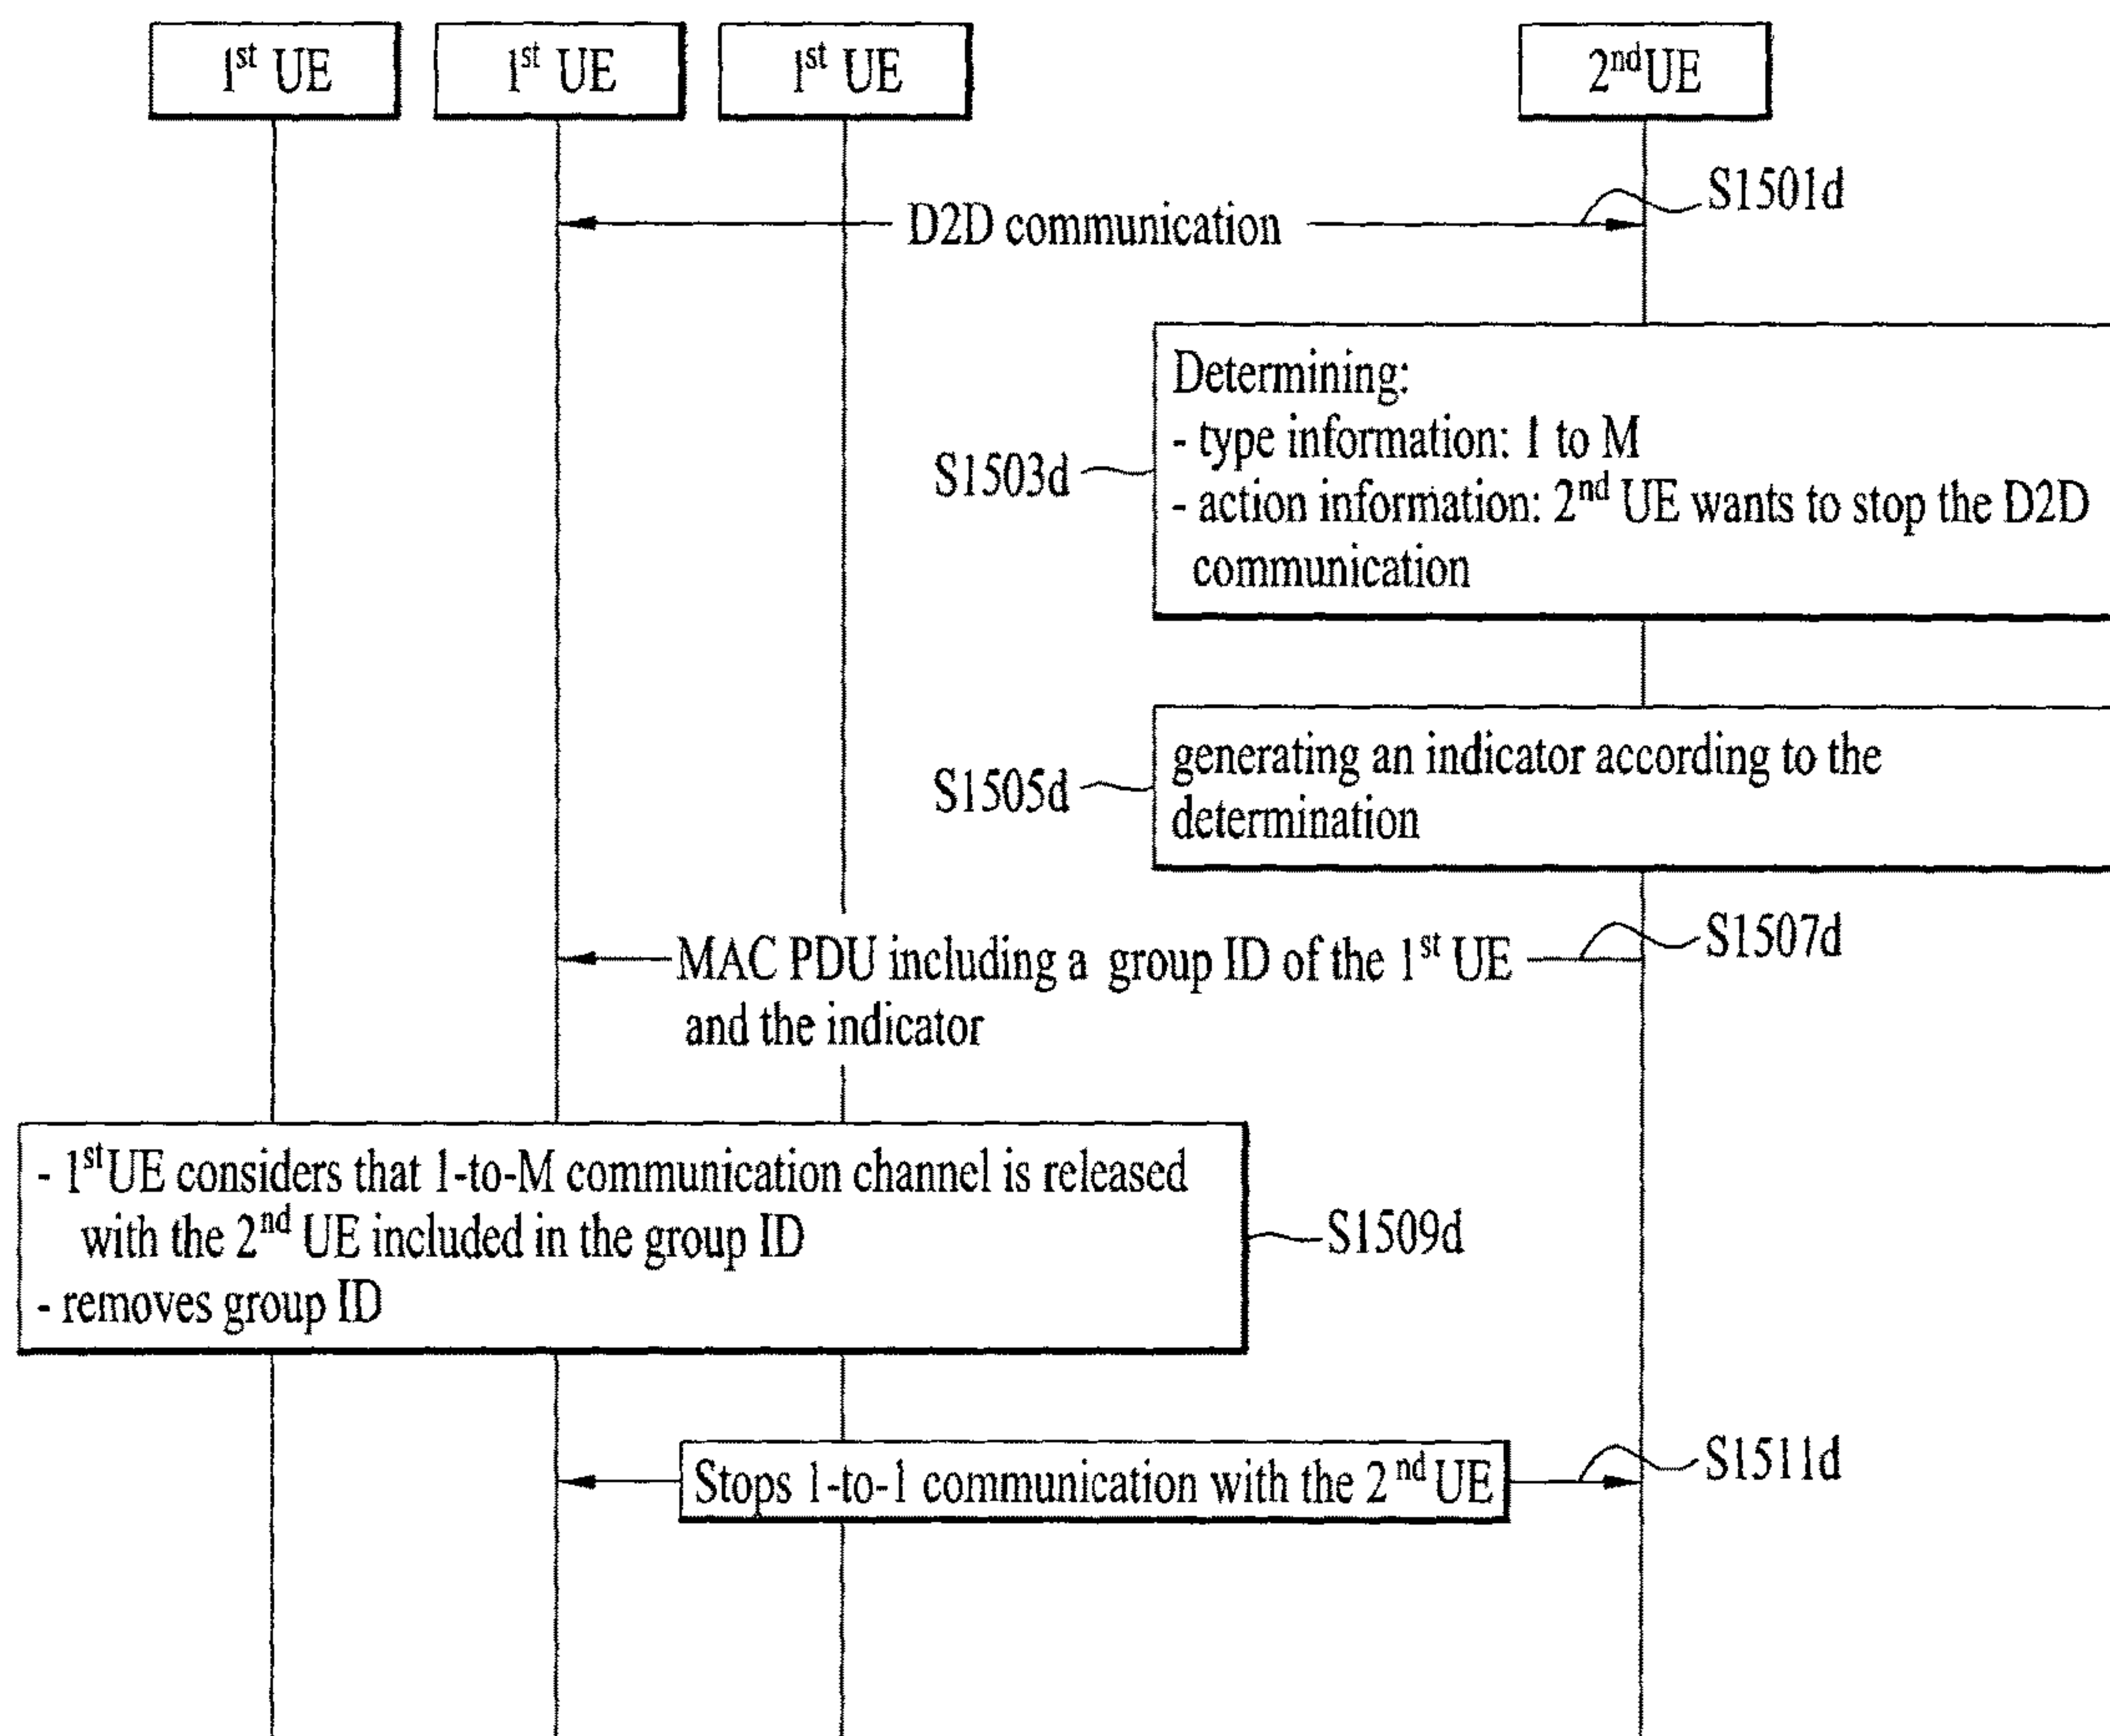 1st UE
1st UE
1st UE
2nd UE
D2D communication
S1501d
Determining:
- type information: 1 to M
- action information: 2nd UE wants to stop the D2D
communication
S1503d
generating an indicator according to the
determination
S1505d
MAC PDU including a group ID of the 1st UE
and the indicator
S1507d
- 1st UE considers that 1-to-M communication channel is released
with the 2nd UE included in the group ID
- removes group ID
S1509d
Stops 1-to-1 communication with the 2nd UE
S1511d